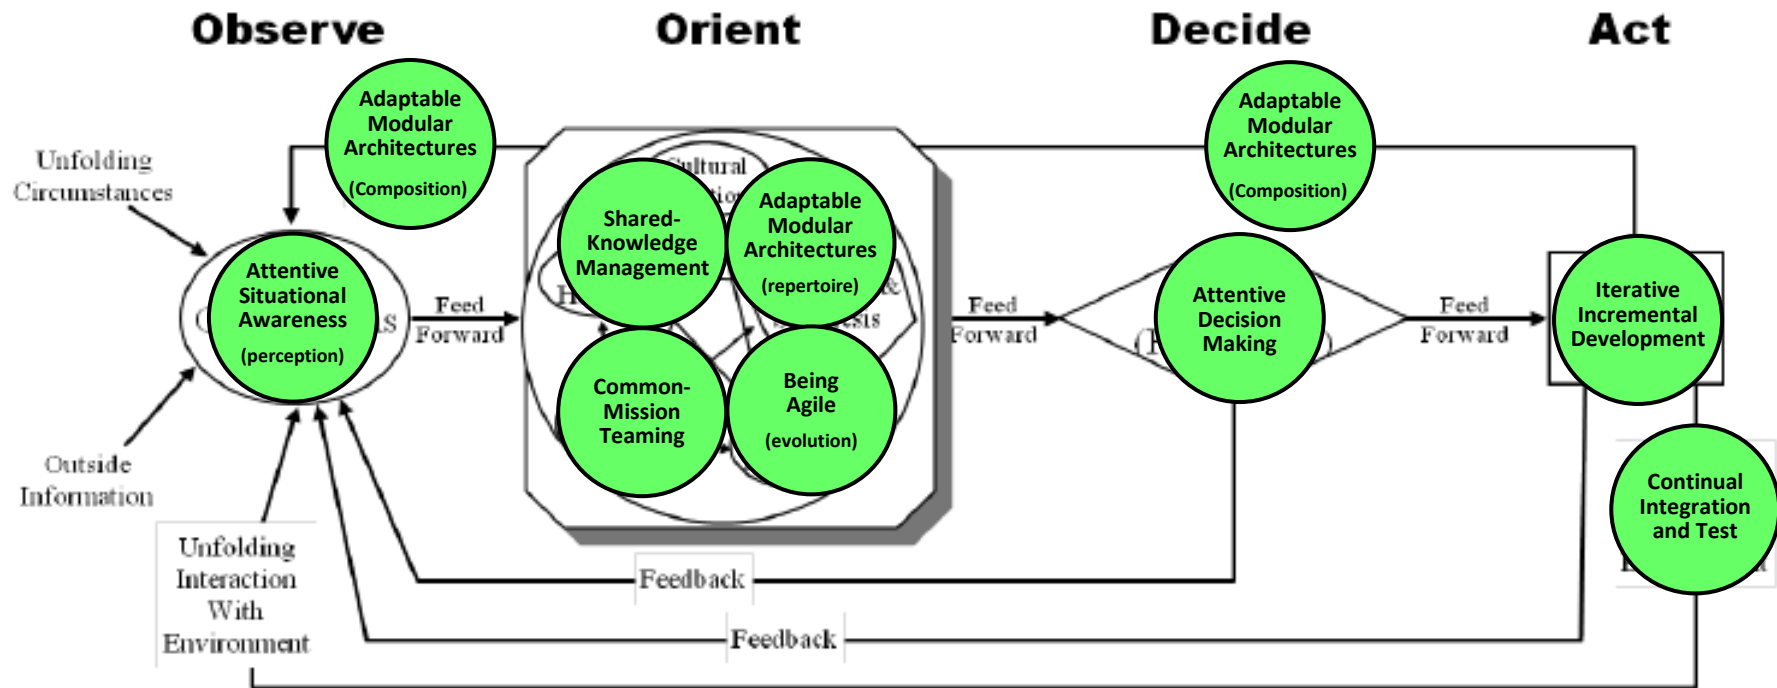 Observe
Orient
Decide
Act
Adaptable
Modular
Architectures
(Composition)
Adaptable
Modular
Architectures
(Composition)
Unfolding
Circumstances
Shared-
Knowledge
Management
Adaptable
Modular
Architectures
(repertoire)
Attentive
Situational
Awareness
(perception)
Feed
Forward
Common-
Mission
Teaming
Being
Agile
(evolution)
Feed
Forward
Attentive
Decision
Making
Feed
Forward
Iterative
Incremental
Development
Continual
Integration
and Test
Outside
Information
Unfolding
Interaction
With
Environment
Feedback
Feedback